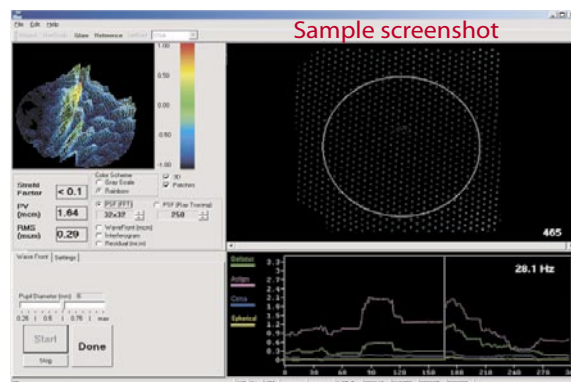 Sample screenshot
File Edit Help
Glare Reference
1.00
0.50
0.00
-0.50
-1.00
Color Scheme
Gray Scale
Rainbow
3D
Patches
Strehl Factor < 0.1
PV (mcm) 1.64
RMS (mcm) 0.29
PSF (FFT)
32x32
PSF (Ray Tracing)
258
WaveFront (mcm)
Interferogram
Residual (mcm)
465
Wave Front Settings
Pupil Diameter (mm) 6
0.25 | 0.5 | 0.75 | max
Start
Stop
Done
Defocus
Astigm
Coma
Spherical
28.1 Hz
3.3
3.0
2.7
2.4
2.1
1.8
1.5
1.2
0.9
0.6
0.3
0
0 30 60 90 120 150 180 210 240 270